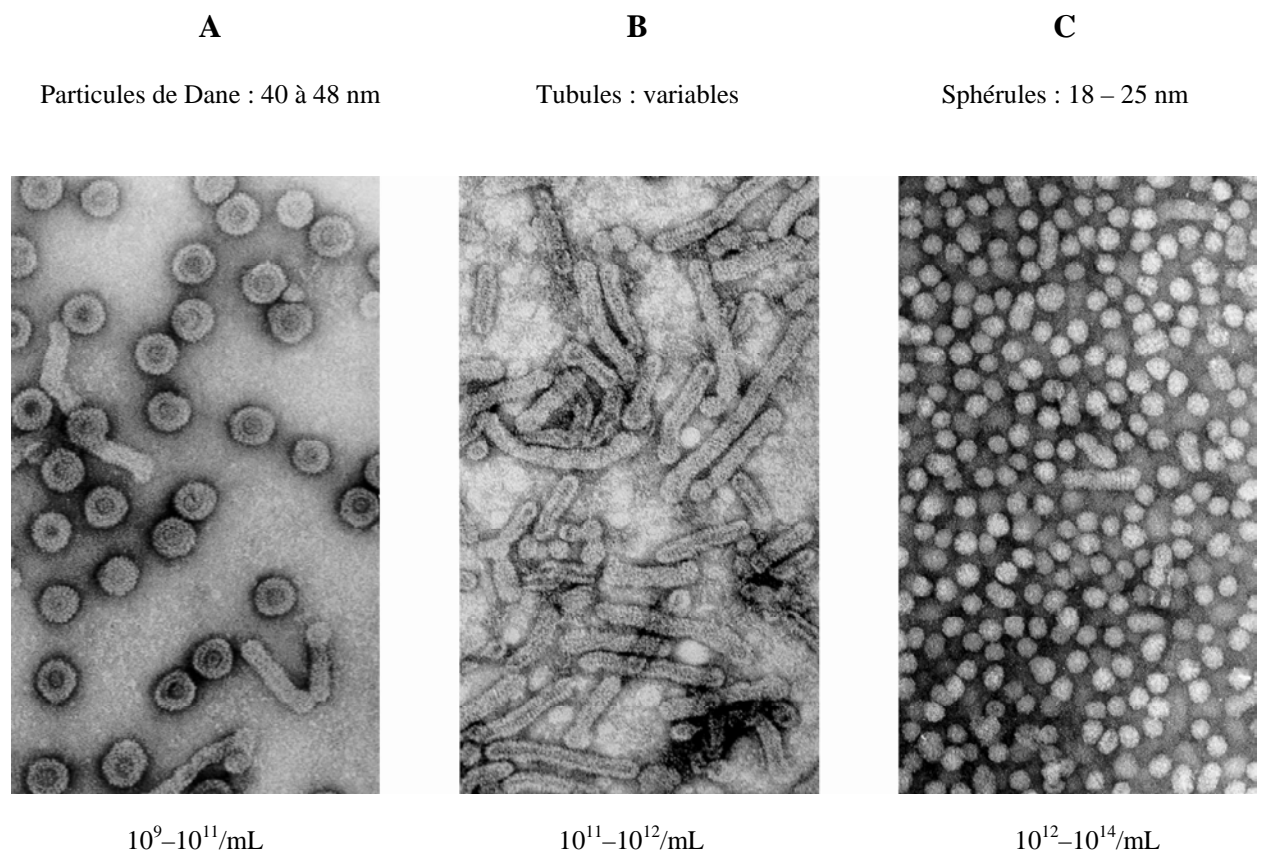 A B C
Particules de Dane : 40 à 48 nm Tubules : variables Sphérules : 18 – 25 nm
10⁹–10¹¹/mL 10¹¹–10¹²/mL 10¹²–10¹⁴/mL